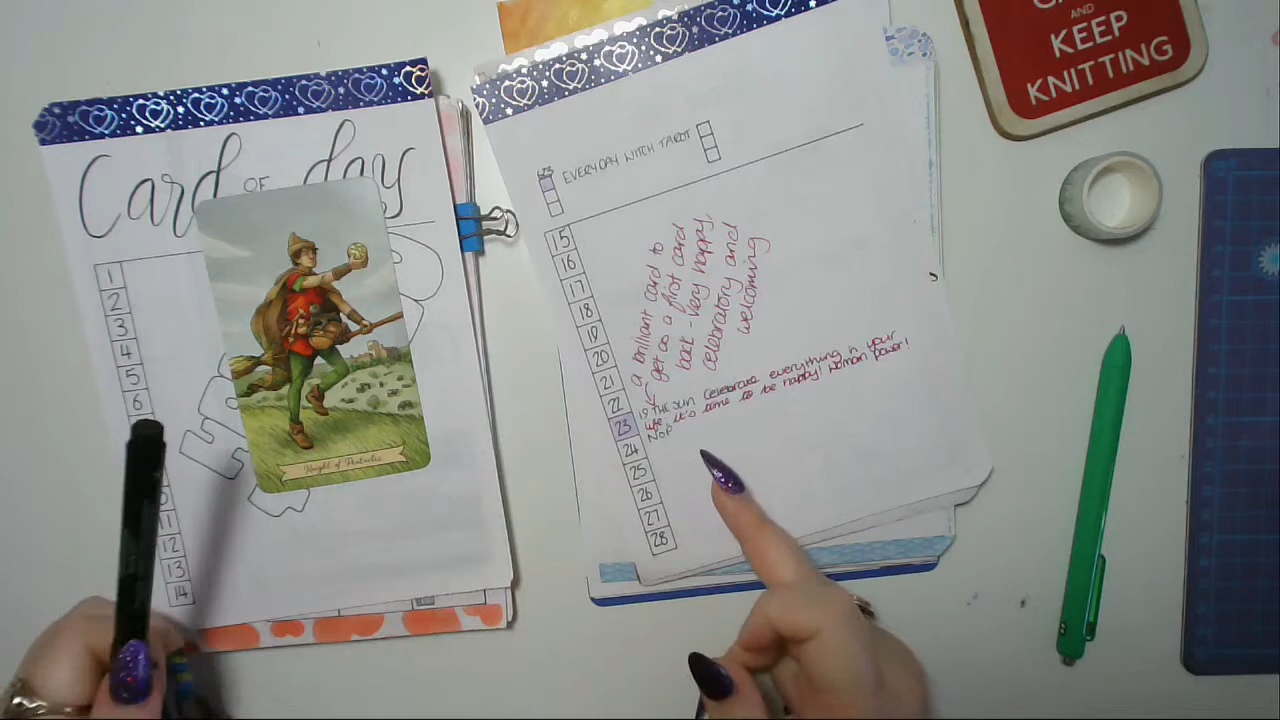 Card OF day
1
2
3
4
5
6
11
12
13
14
Knight of Pentacles
EVERYDAY WITCH TAROT
15
16
17
18
19
20
21
22
23
24
25
26
27
28
a brilliant card to
get as a first card
back - very happy,
celebratory and
welcoming
19 THE SUN Celebrate everything in your
it's time to be happy! Woman power!
AND
KEEP
KNITTING